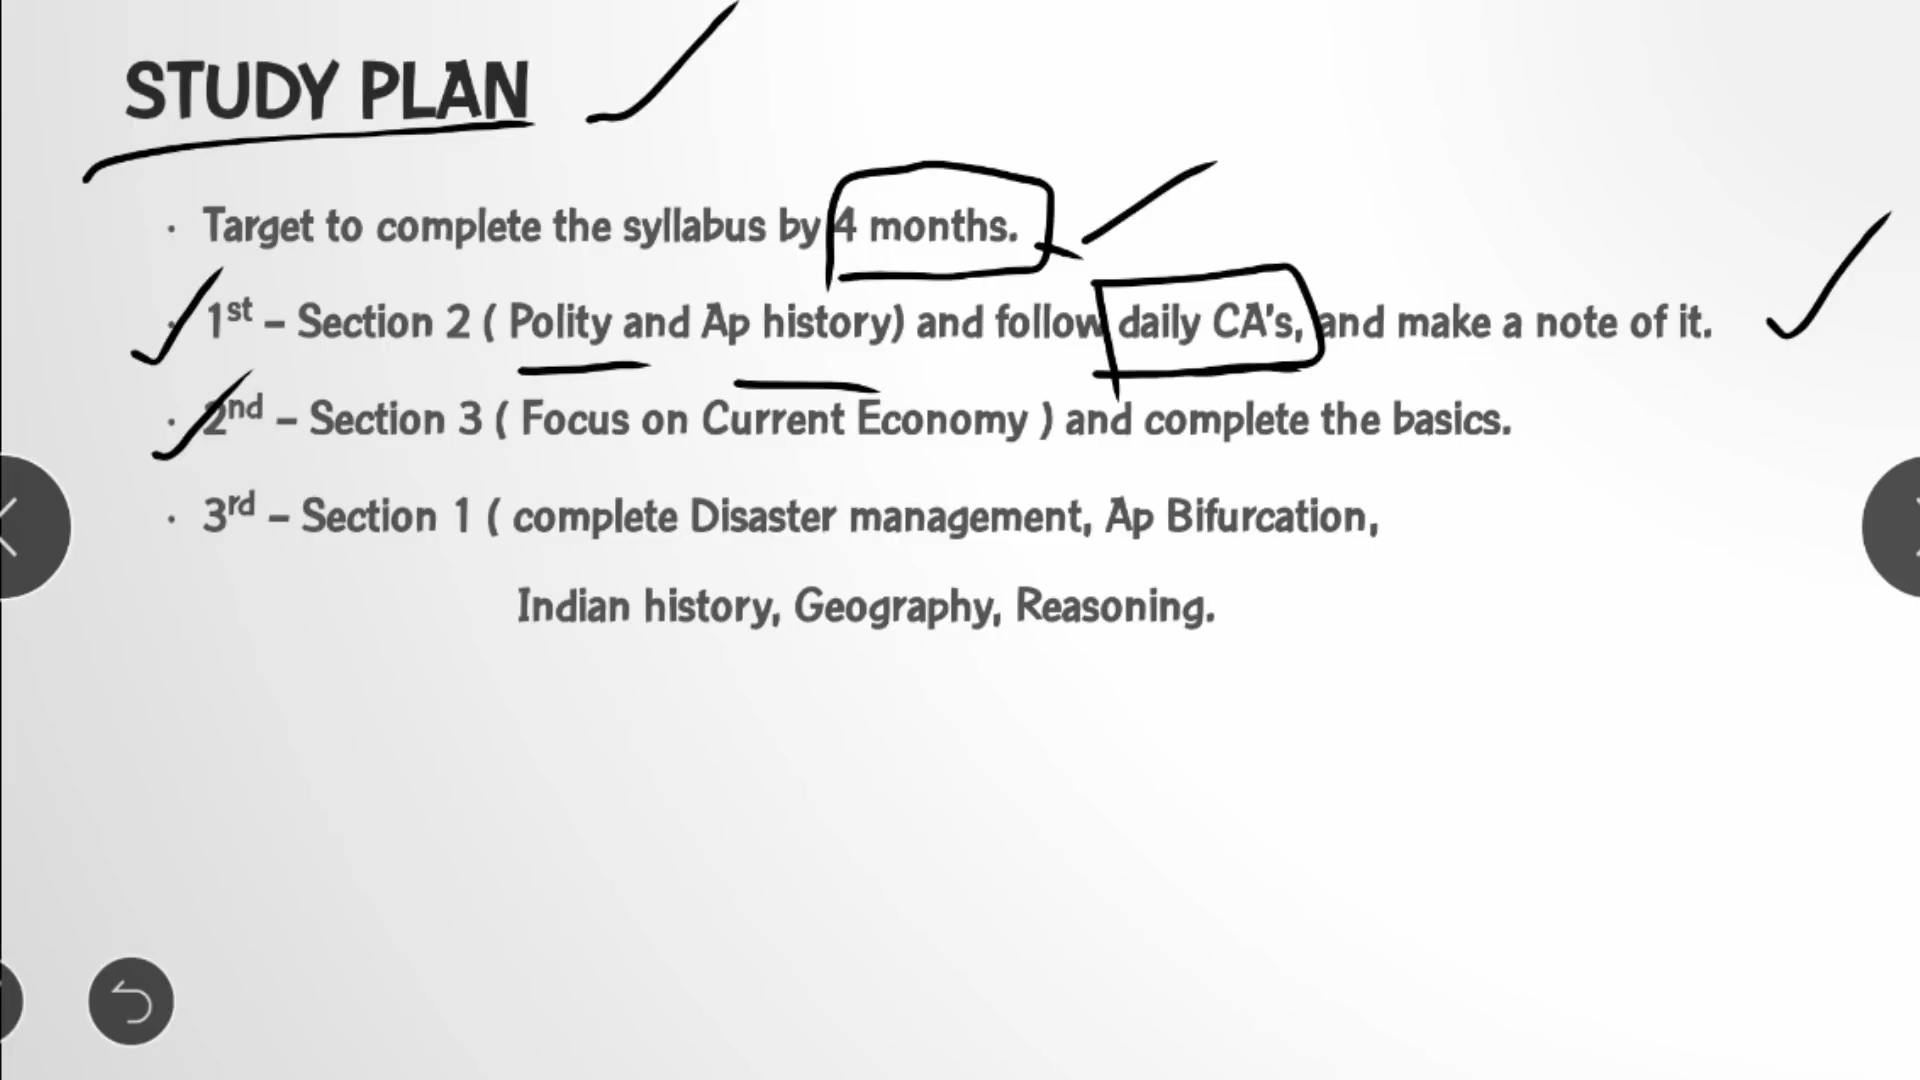 STUDY PLAN
· Target to complete the syllabus by 4 months.
· 1st – Section 2 ( Polity and Ap history) and follow daily CA's, and make a note of it.
· 2nd – Section 3 ( Focus on Current Economy ) and complete the basics.
· 3rd – Section 1 ( complete Disaster management, Ap Bifurcation,
Indian history, Geography, Reasoning.